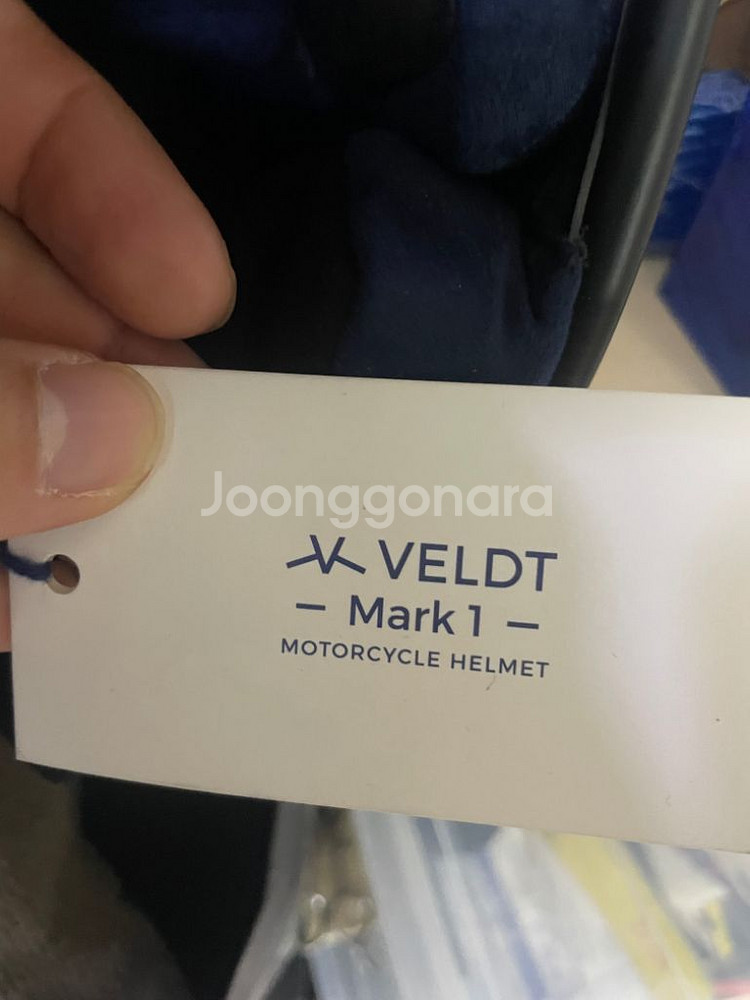 Joonggonara
VELDT
– Mark 1 –
MOTORCYCLE HELMET